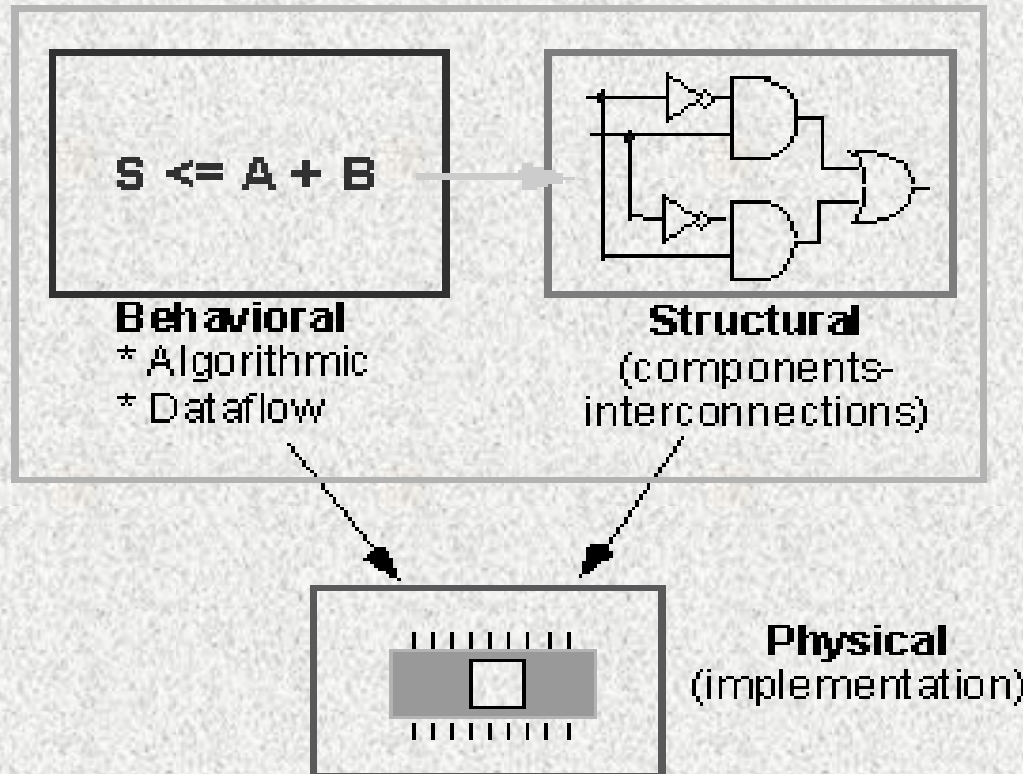 S <= A + B
Behavioral
* Algorithmic
* Dataflow
Structural
(components-
interconnections)
Physical
(implementation)